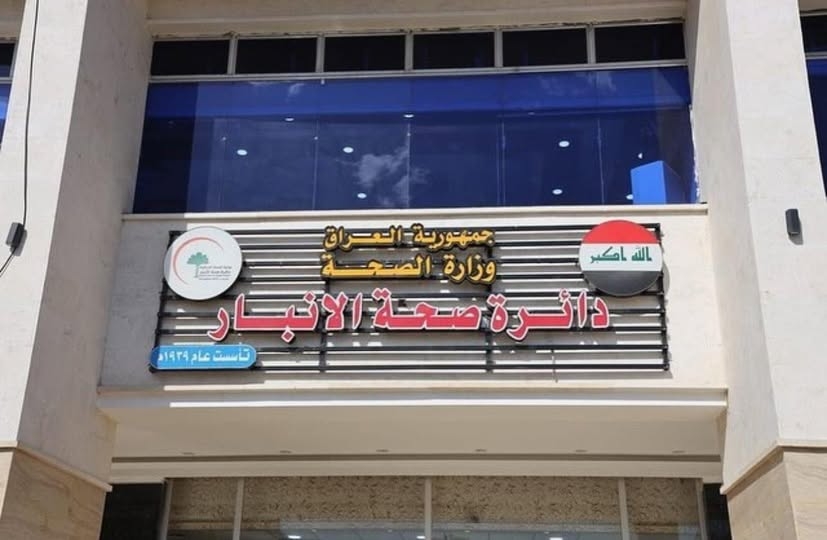 جمهورية العراق
وزارة الصحة
الله اكبر
دائرة صحة الانبار
تأسست عام ١٩٣٩م